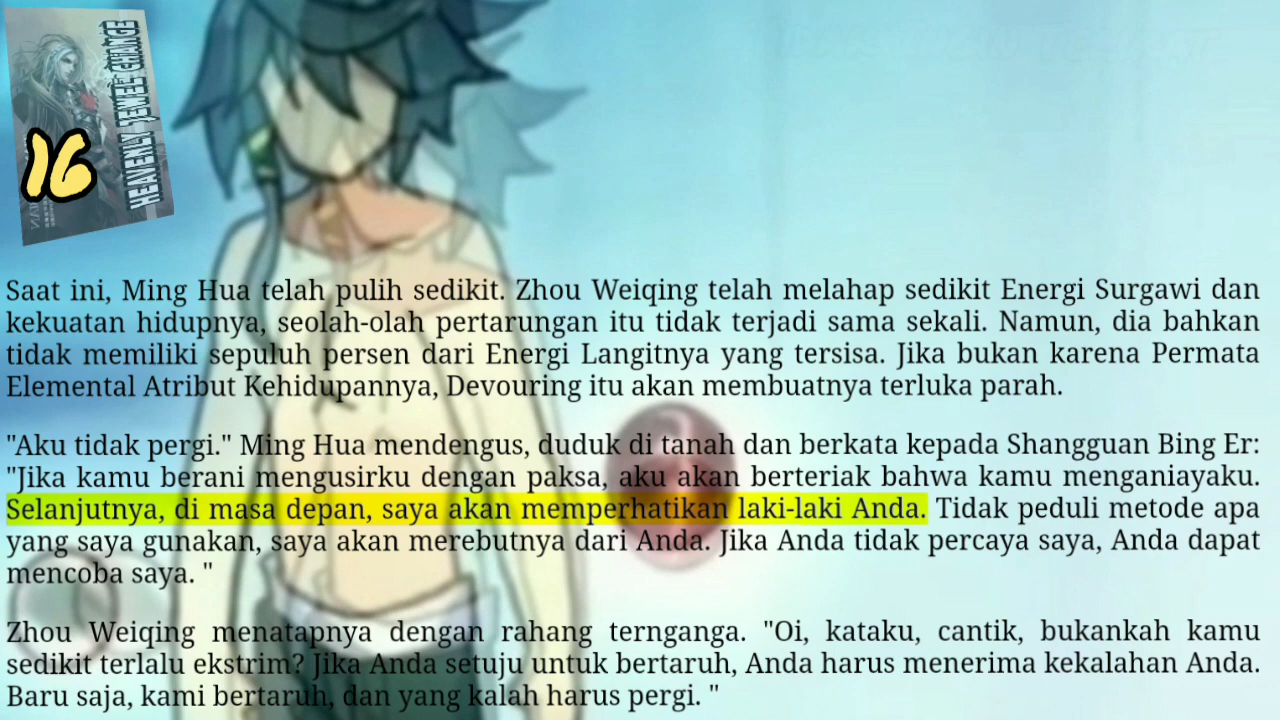 HEAVENLY JEWEL CHANGE
16
Saat ini, Ming Hua telah pulih sedikit. Zhou Weiqing telah melahap sedikit Energi Surgawi dan
kekuatan hidupnya, seolah-olah pertarungan itu tidak terjadi sama sekali. Namun, dia bahkan
tidak memiliki sepuluh persen dari Energi Langitnya yang tersisa. Jika bukan karena Permata
Elemental Atribut Kehidupannya, Devouring itu akan membuatnya terluka parah.
"Aku tidak pergi." Ming Hua mendengus, duduk di tanah dan berkata kepada Shangguan Bing Er:
"Jika kamu berani mengusirku dengan paksa, aku akan berteriak bahwa kamu menganiayaku.
Selanjutnya, di masa depan, saya akan memperhatikan laki-laki Anda. Tidak peduli metode apa
yang saya gunakan, saya akan merebutnya dari Anda. Jika Anda tidak percaya saya, Anda dapat
mencoba saya. "
Zhou Weiqing menatapnya dengan rahang ternganga. "Oi, kataku, cantik, bukankah kamu
sedikit terlalu ekstrim? Jika Anda setuju untuk bertaruh, Anda harus menerima kekalahan Anda.
Baru saja, kami bertaruh, dan yang kalah harus pergi. "